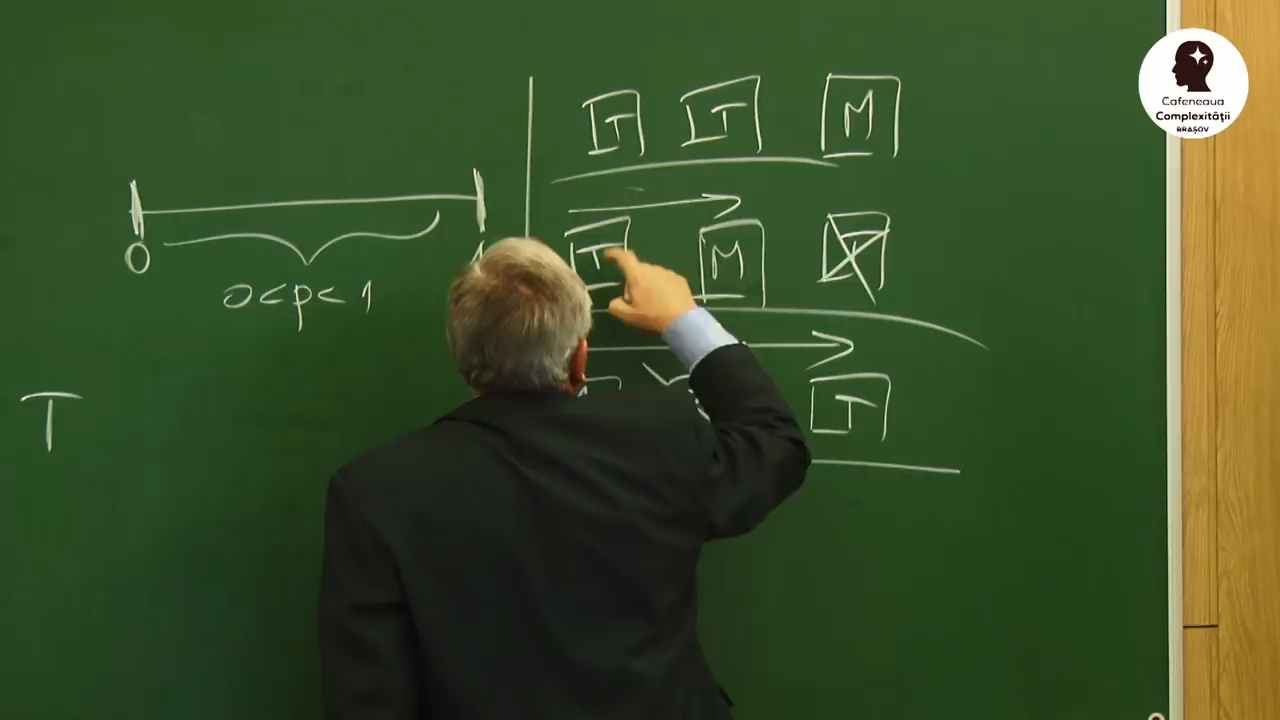 T T M
T M T
0
0<p<1
T
T
Cafeneaua
Complexității
BRAȘOV